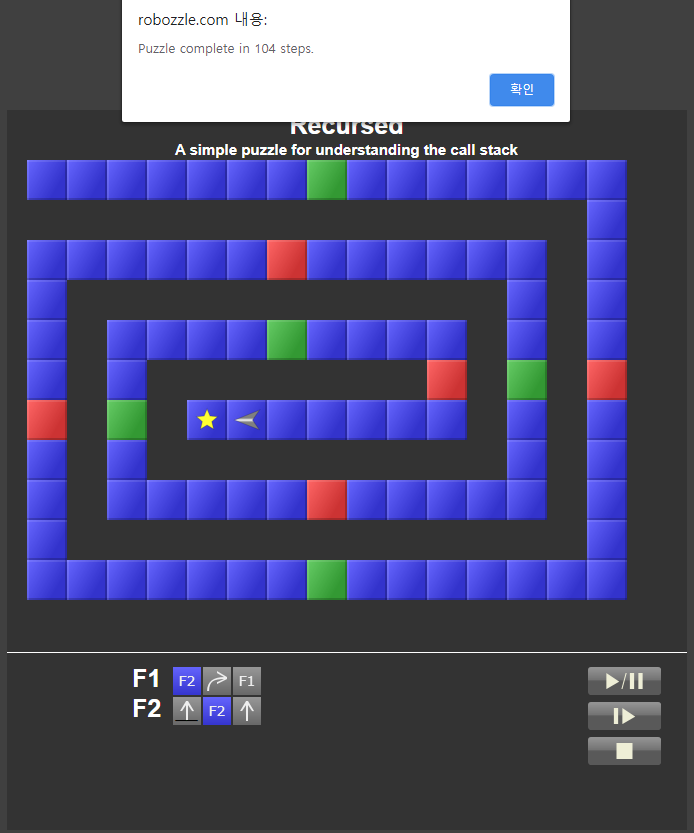 robozzle.com 내용:
Puzzle complete in 104 steps.
확인
Recursed
A simple puzzle for understanding the call stack
F1 F2 F1
F2 F2